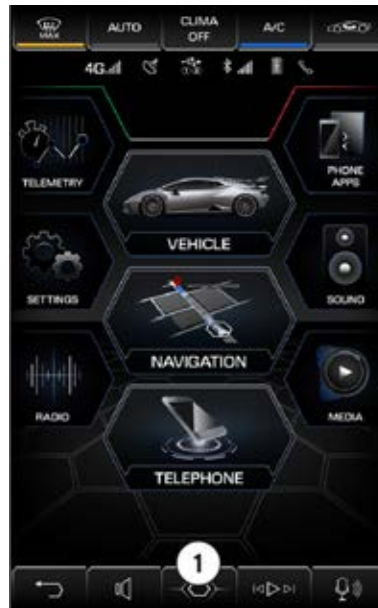 MAX
AUTO
CLIMA
OFF
A/C
4G
TELEMETRY
PHONE
APPS
VEHICLE
SETTINGS
SOUND
NAVIGATION
RADIO
MEDIA
TELEPHONE
1